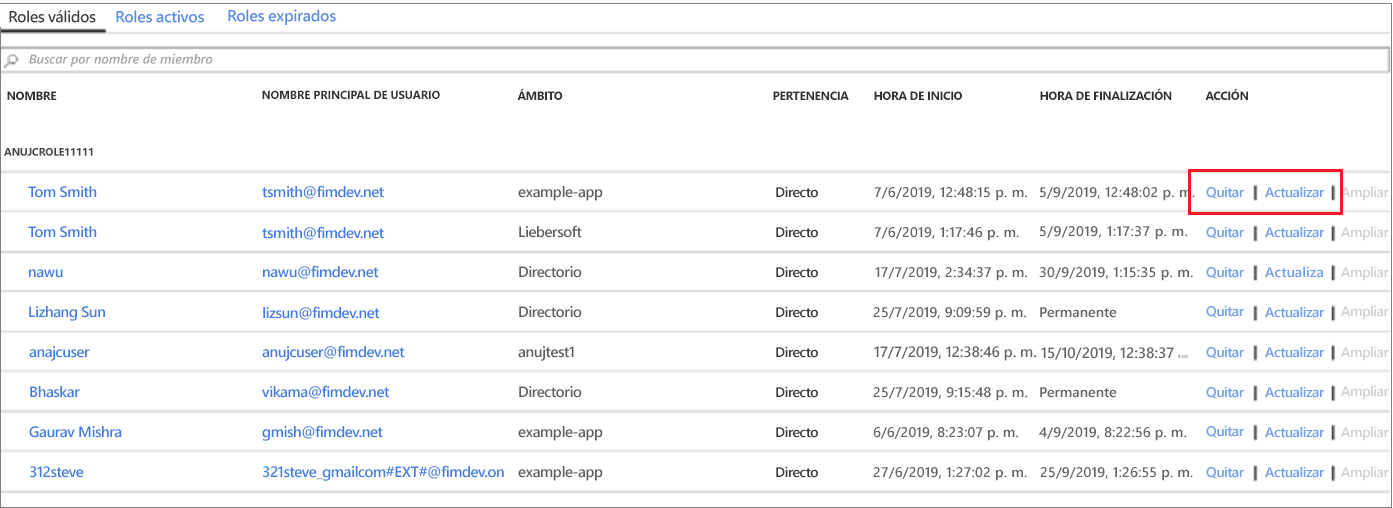 Roles válidos Roles activos Roles expirados
Buscar por nombre de miembro
NOMBRE NOMBRE PRINCIPAL DE USUARIO ÁMBITO PERTENENCIA HORA DE INICIO HORA DE FINALIZACIÓN ACCIÓN
ANUJCROLE11111
Tom Smith tsmith@fimdev.net example-app Directo 7/6/2019, 12:48:15 p. m. 5/9/2019, 12:48:02 p. m. Quitar | Actualizar | Ampliar
Tom Smith tsmith@fimdev.net Liebersoft Directo 7/6/2019, 1:17:46 p. m. 5/9/2019, 1:17:37 p. m. Quitar | Actualizar | Ampliar
nawu nawu@fimdev.net Directorio Directo 17/7/2019, 2:34:37 p. m. 30/9/2019, 1:15:35 p. m. Quitar | Actualiza | Ampliar
Lizhang Sun lizsun@fimdev.net Directorio Directo 25/7/2019, 9:09:59 p. m. Permanente Quitar | Actualizar | Ampliar
anajcuser anujcuser@fimdev.net anujtest1 Directo 17/7/2019, 12:38:46 p. m. 15/10/2019, 12:38:37 ... Quitar | Actualizar | Ampliar
Bhaskar vikama@fimdev.net Directorio Directo 25/7/2019, 9:15:48 p. m. Permanente Quitar | Actualizar | Ampliar
Gaurav Mishra gmish@fimdev.net example-app Directo 6/6/2019, 8:23:07 p. m. 4/9/2019, 8:22:56 p. m. Quitar | Actualizar | Ampliar
312steve 321steve_gmailcom#EXT#@fimdev.on example-app Directo 27/6/2019, 1:27:02 p. m. 25/9/2019, 1:26:55 p. m. Quitar | Actualizar | Ampliar